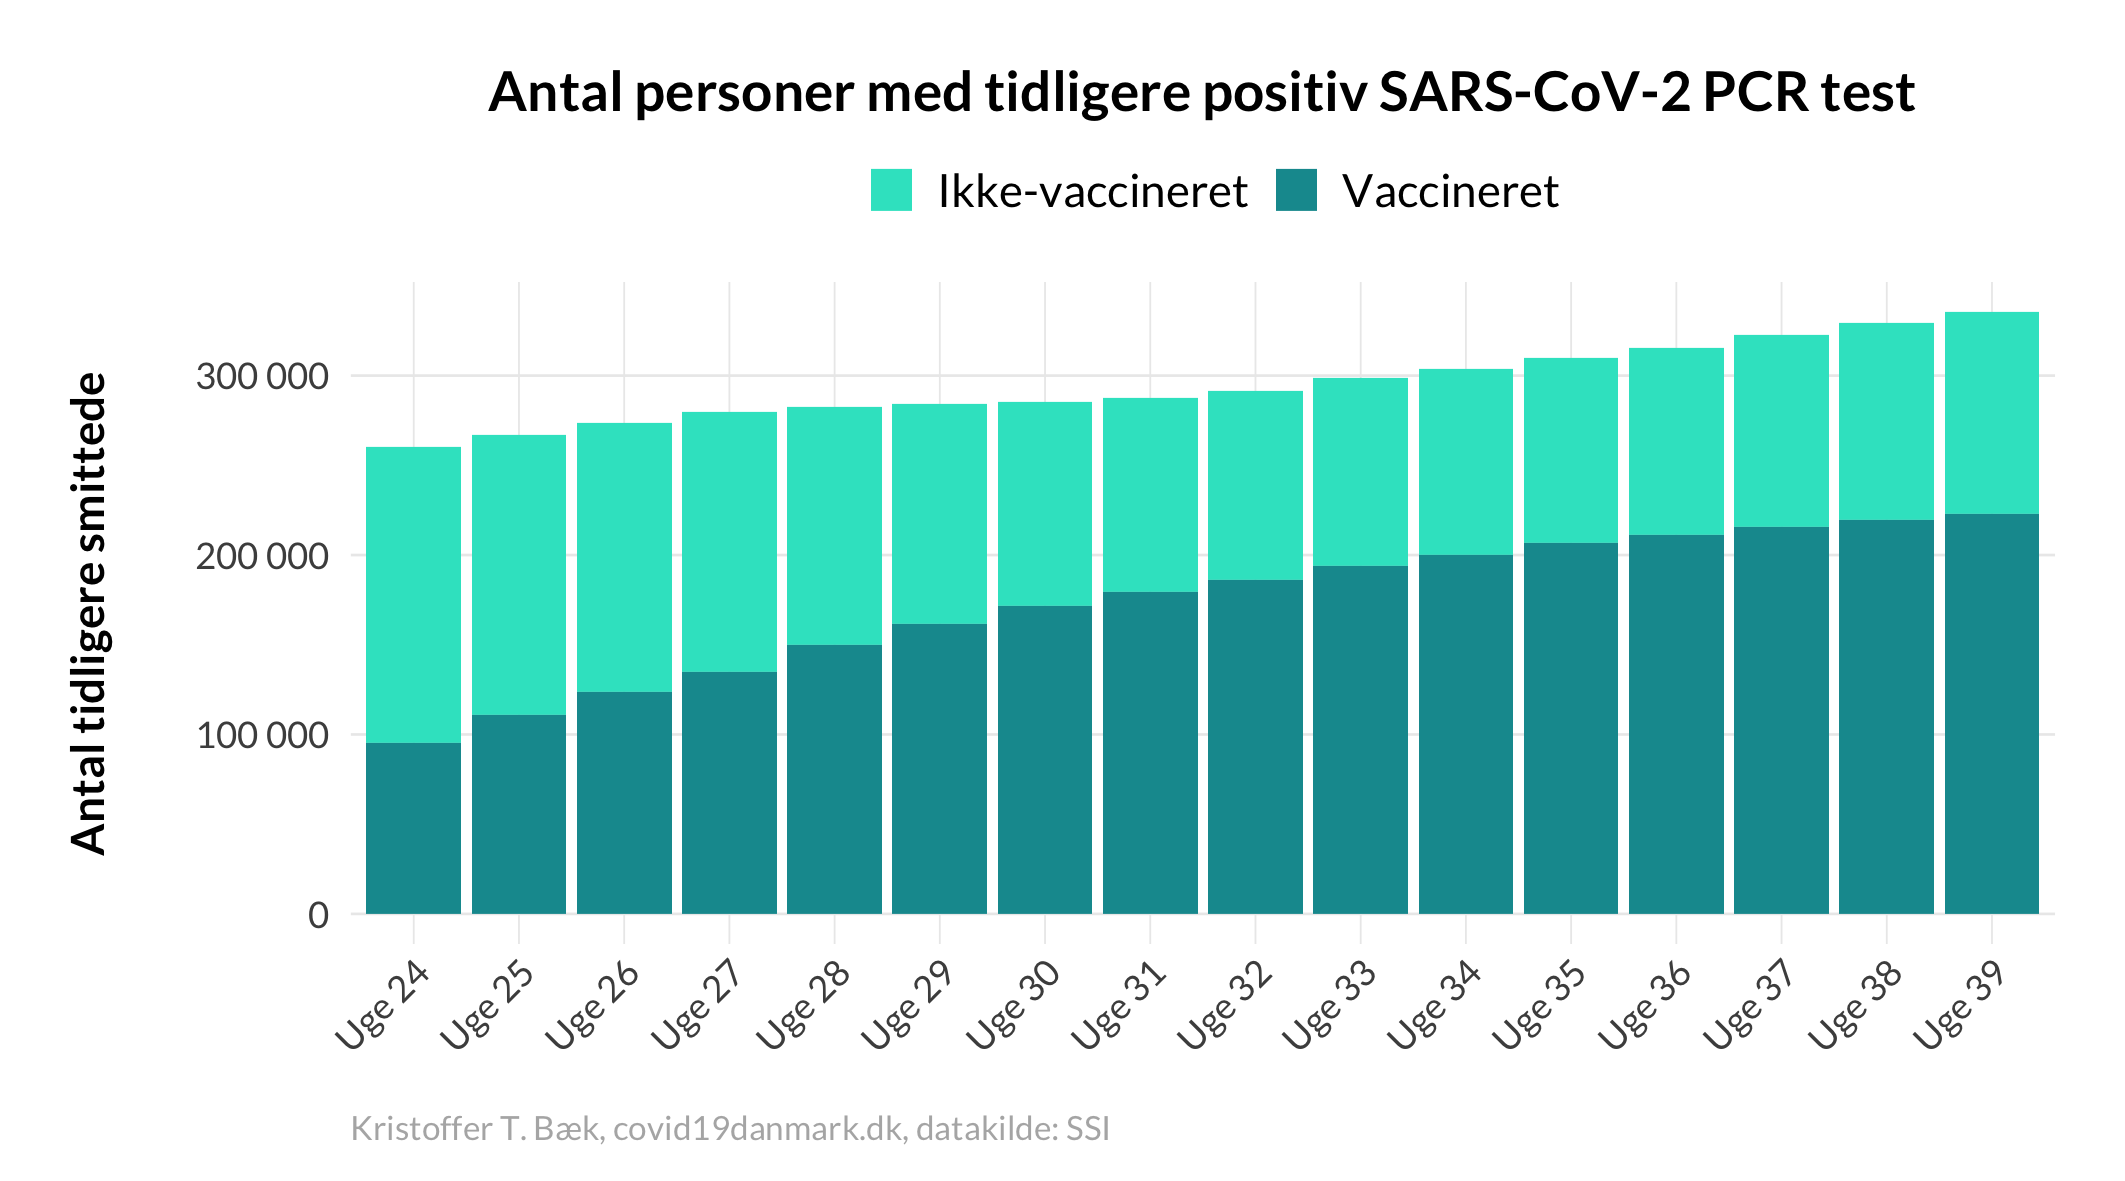 Antal personer med tidligere positiv SARS-CoV-2 PCR test
Ikke-vaccineret
Vaccineret
Antal tidligere smittede
300 000
200 000
100 000
0
Uge 24
Uge 25
Uge 26
Uge 27
Uge 28
Uge 29
Uge 30
Uge 31
Uge 32
Uge 33
Uge 34
Uge 35
Uge 36
Uge 37
Uge 38
Uge 39
Kristoffer T. Bæk, covid19danmark.dk, datakilde: SSI